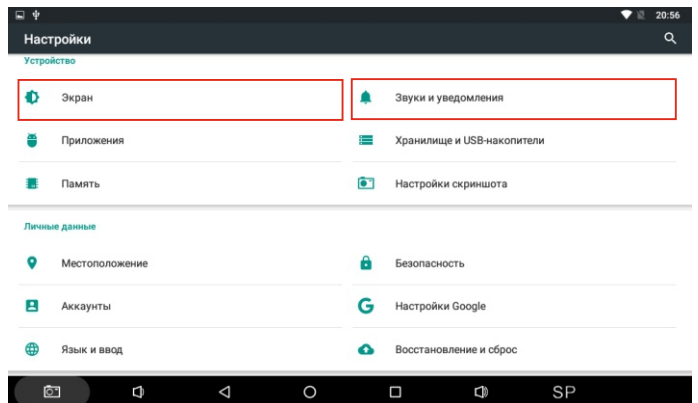 20:56
Настройки
Устройство
Экран
Звуки и уведомления
Приложения
Хранилище и USB-накопители
Память
Настройки скриншота
Личные данные
Местоположение
Безопасность
Аккаунты
Настройки Google
Язык и ввод
Восстановление и сброс
SP